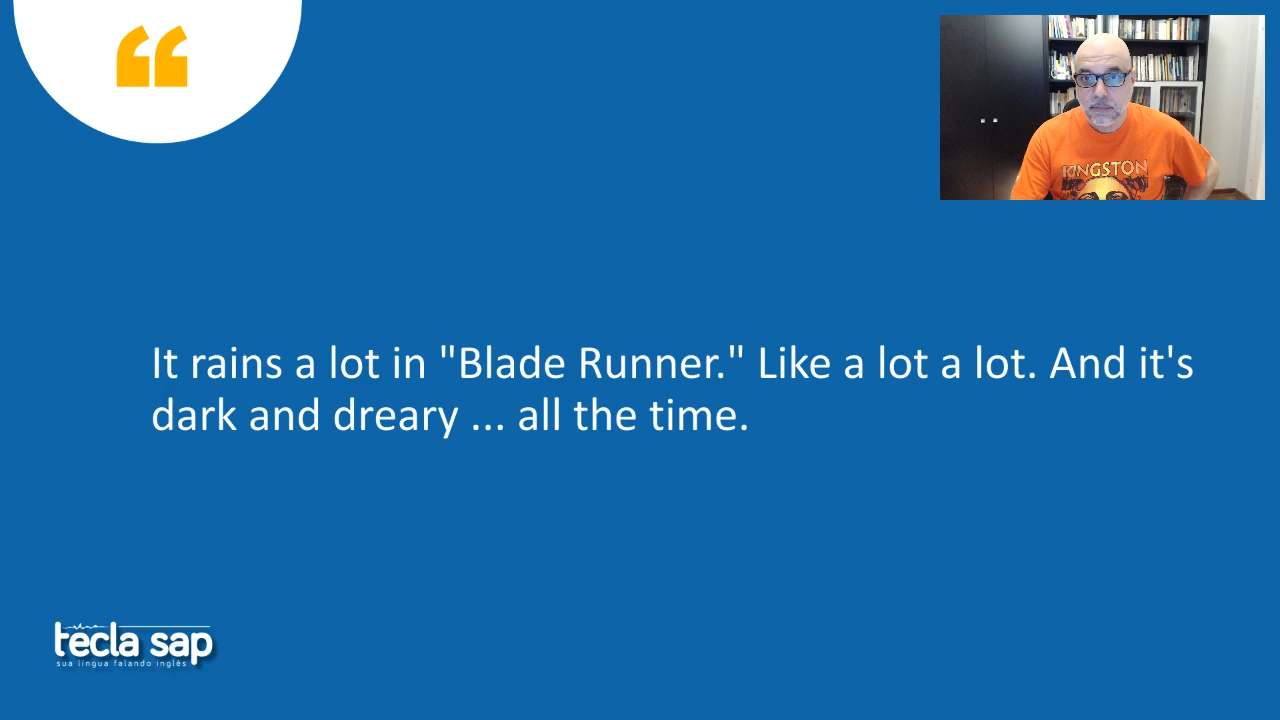 “
KINGSTON
It rains a lot in "Blade Runner." Like a lot a lot. And it's
dark and dreary ... all the time.
tecla sap
sua língua falando inglês